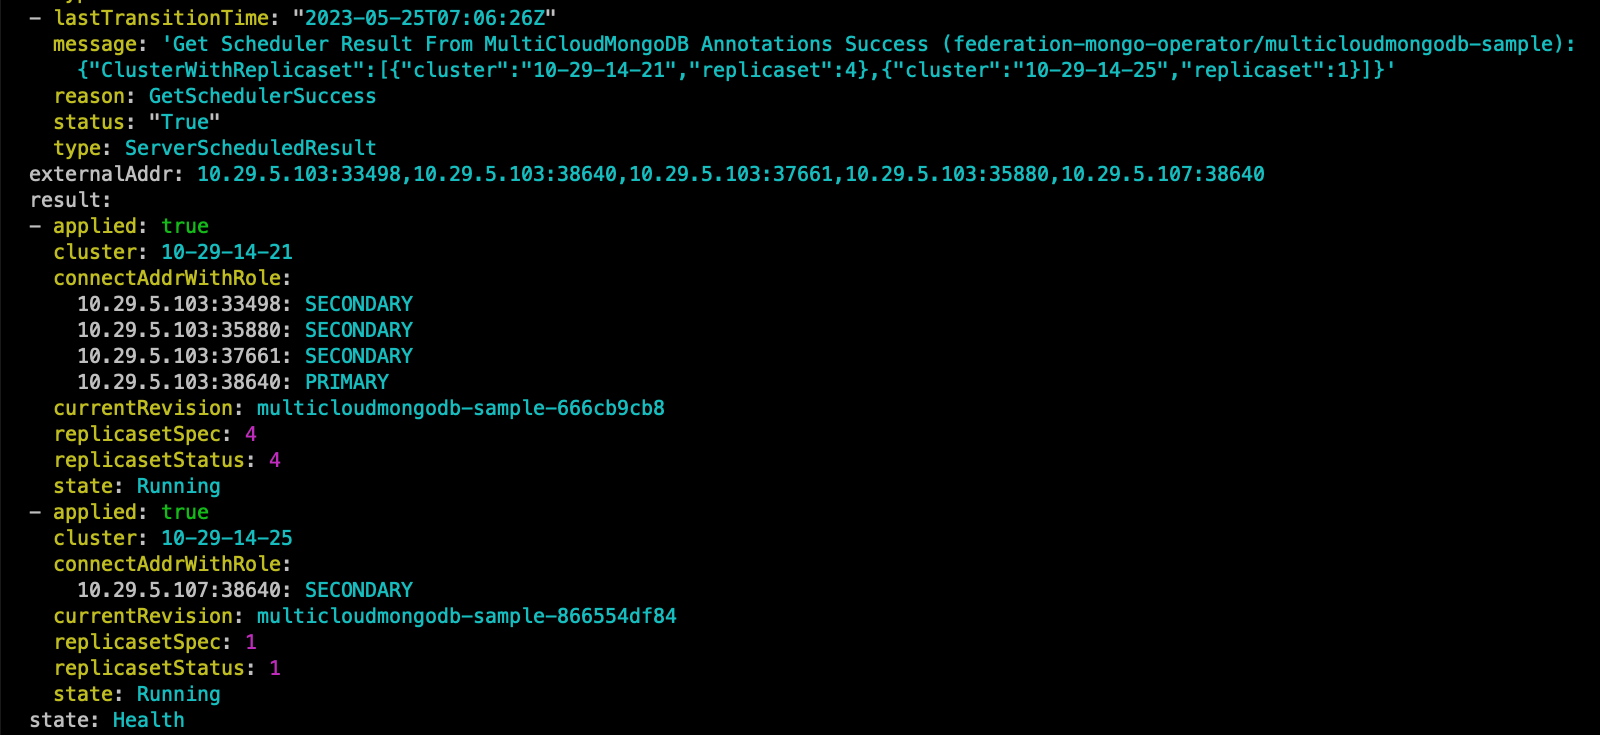 - lastTransitionTime: "2023-05-25T07:06:26Z"
message: 'Get Scheduler Result From MultiCloudMongoDB Annotations Success (federation-mongo-operator/multicloudmongodb-sample):
{"ClusterWithReplicaset":[{"cluster":"10-29-14-21","replicaset":4},{"cluster":"10-29-14-25","replicaset":1}]}'
reason: GetSchedulerSuccess
status: "True"
type: ServerScheduledResult
externalAddr: 10.29.5.103:33498,10.29.5.103:38640,10.29.5.103:37661,10.29.5.103:35880,10.29.5.107:38640
result:
- applied: true
cluster: 10-29-14-21
connectAddrWithRole:
10.29.5.103:33498: SECONDARY
10.29.5.103:35880: SECONDARY
10.29.5.103:37661: SECONDARY
10.29.5.103:38640: PRIMARY
currentRevision: multicloudmongodb-sample-666cb9cb8
replicasetSpec: 4
replicasetStatus: 4
state: Running
- applied: true
cluster: 10-29-14-25
connectAddrWithRole:
10.29.5.107:38640: SECONDARY
currentRevision: multicloudmongodb-sample-866554df84
replicasetSpec: 1
replicasetStatus: 1
state: Running
state: Health